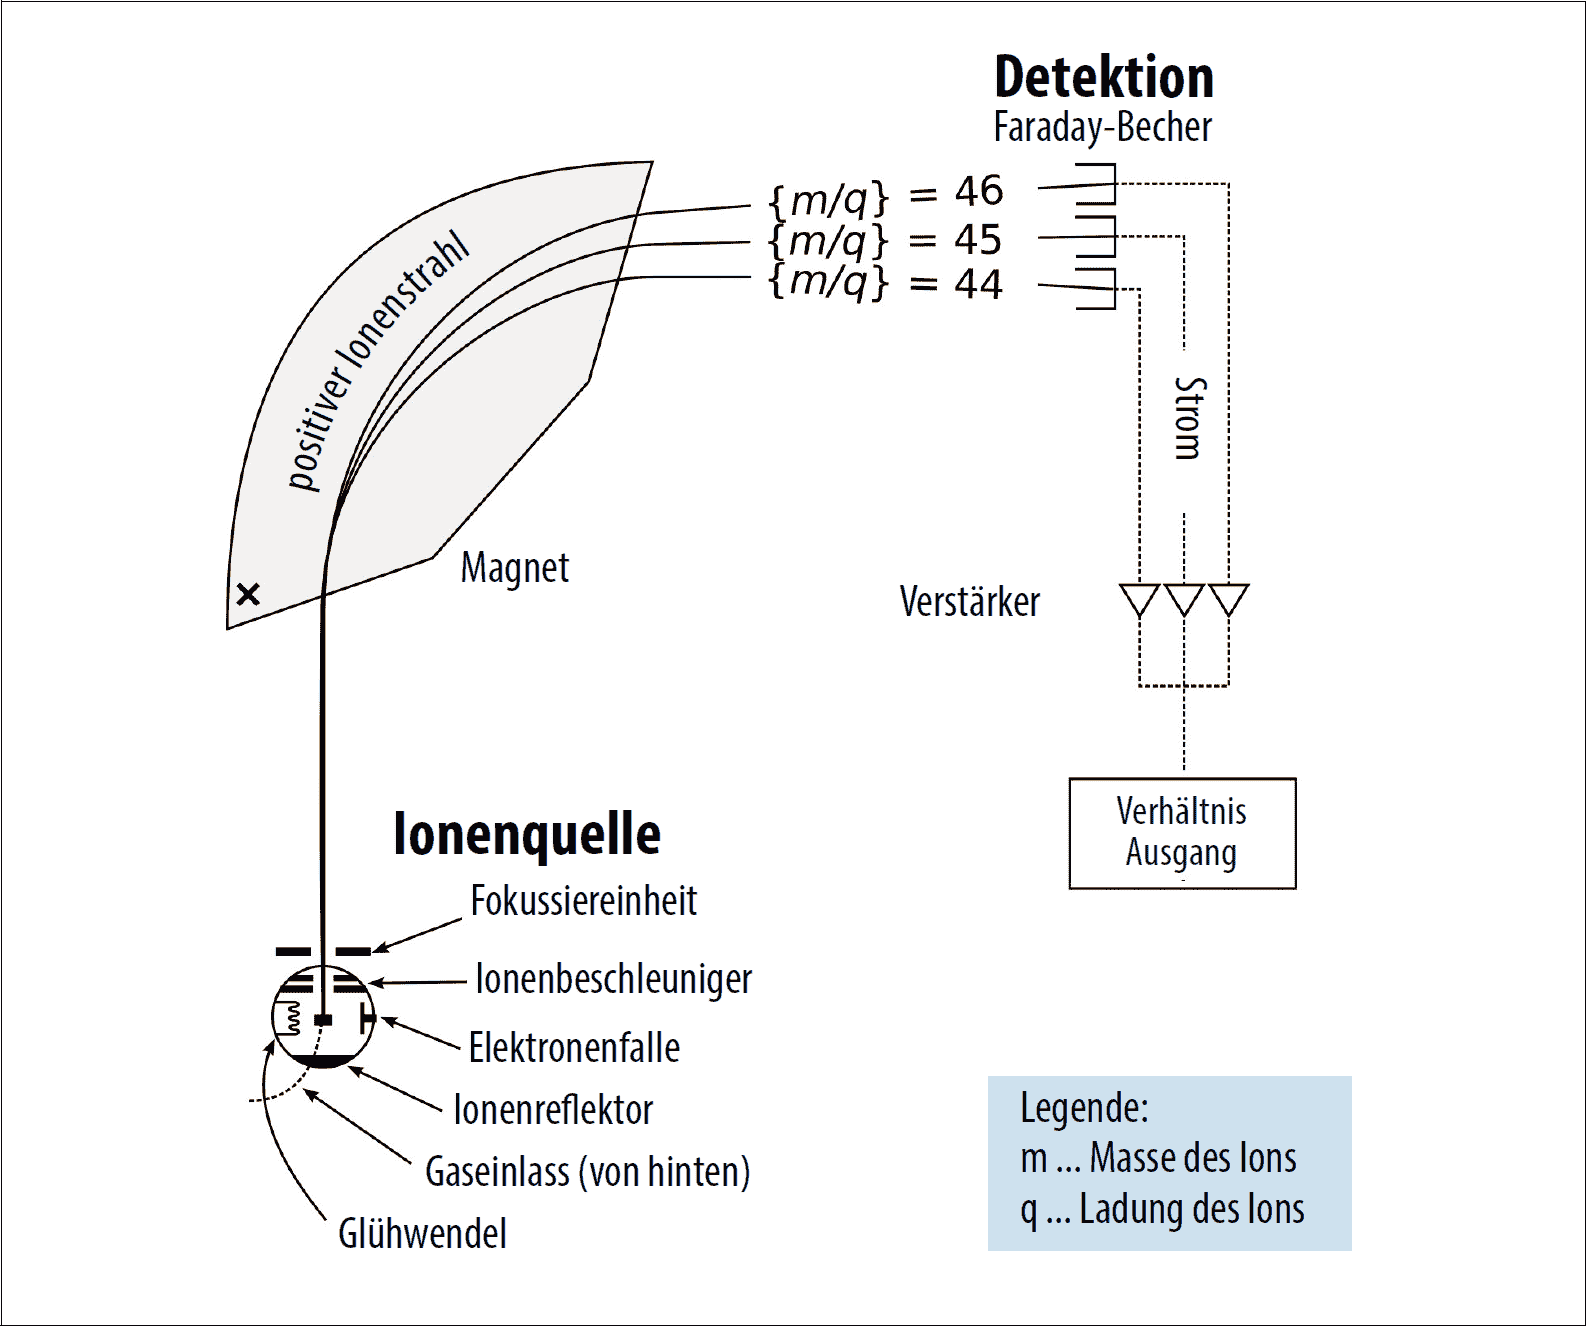 Detektion
Faraday-Becher
{m/q} = 46
{m/q} = 45
{m/q} = 44
positiver Ionenstrahl
Strom
Magnet
Verstärker
Verhältnis
Ausgang
Ionenquelle
Fokussiereinheit
Ionenbeschleuniger
Elektronenfalle
Ionenreflektor
Gaseinlass (von hinten)
Glühwendel
Legende:
m ... Masse des Ions
q ... Ladung des Ions